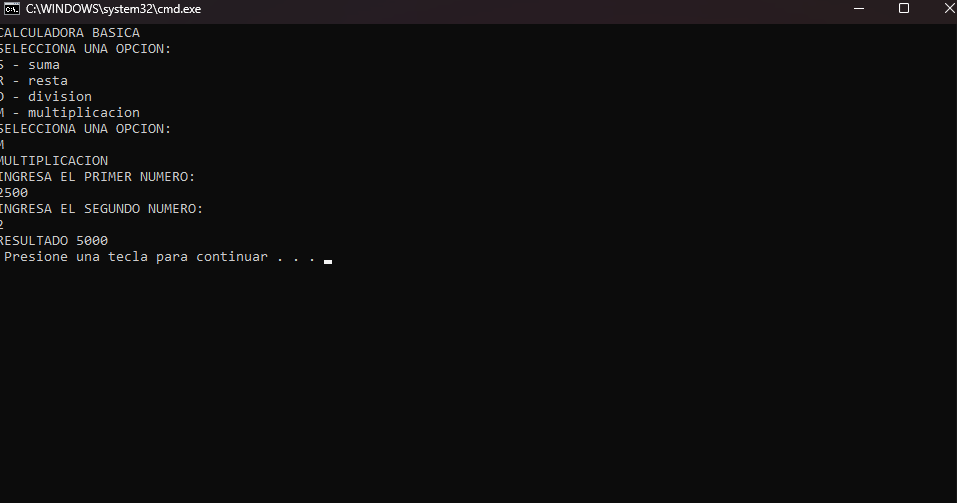 C:\WINDOWS\system32\cmd.exe
CALCULADORA BASICA
SELECCIONA UNA OPCION:
S - suma
R - resta
D - division
M - multiplicacion
SELECCIONA UNA OPCION:
M
MULTIPLICACION
INGRESA EL PRIMER NUMERO:
2500
INGRESA EL SEGUNDO NUMERO:
2
RESULTADO 5000
Presione una tecla para continuar . . .